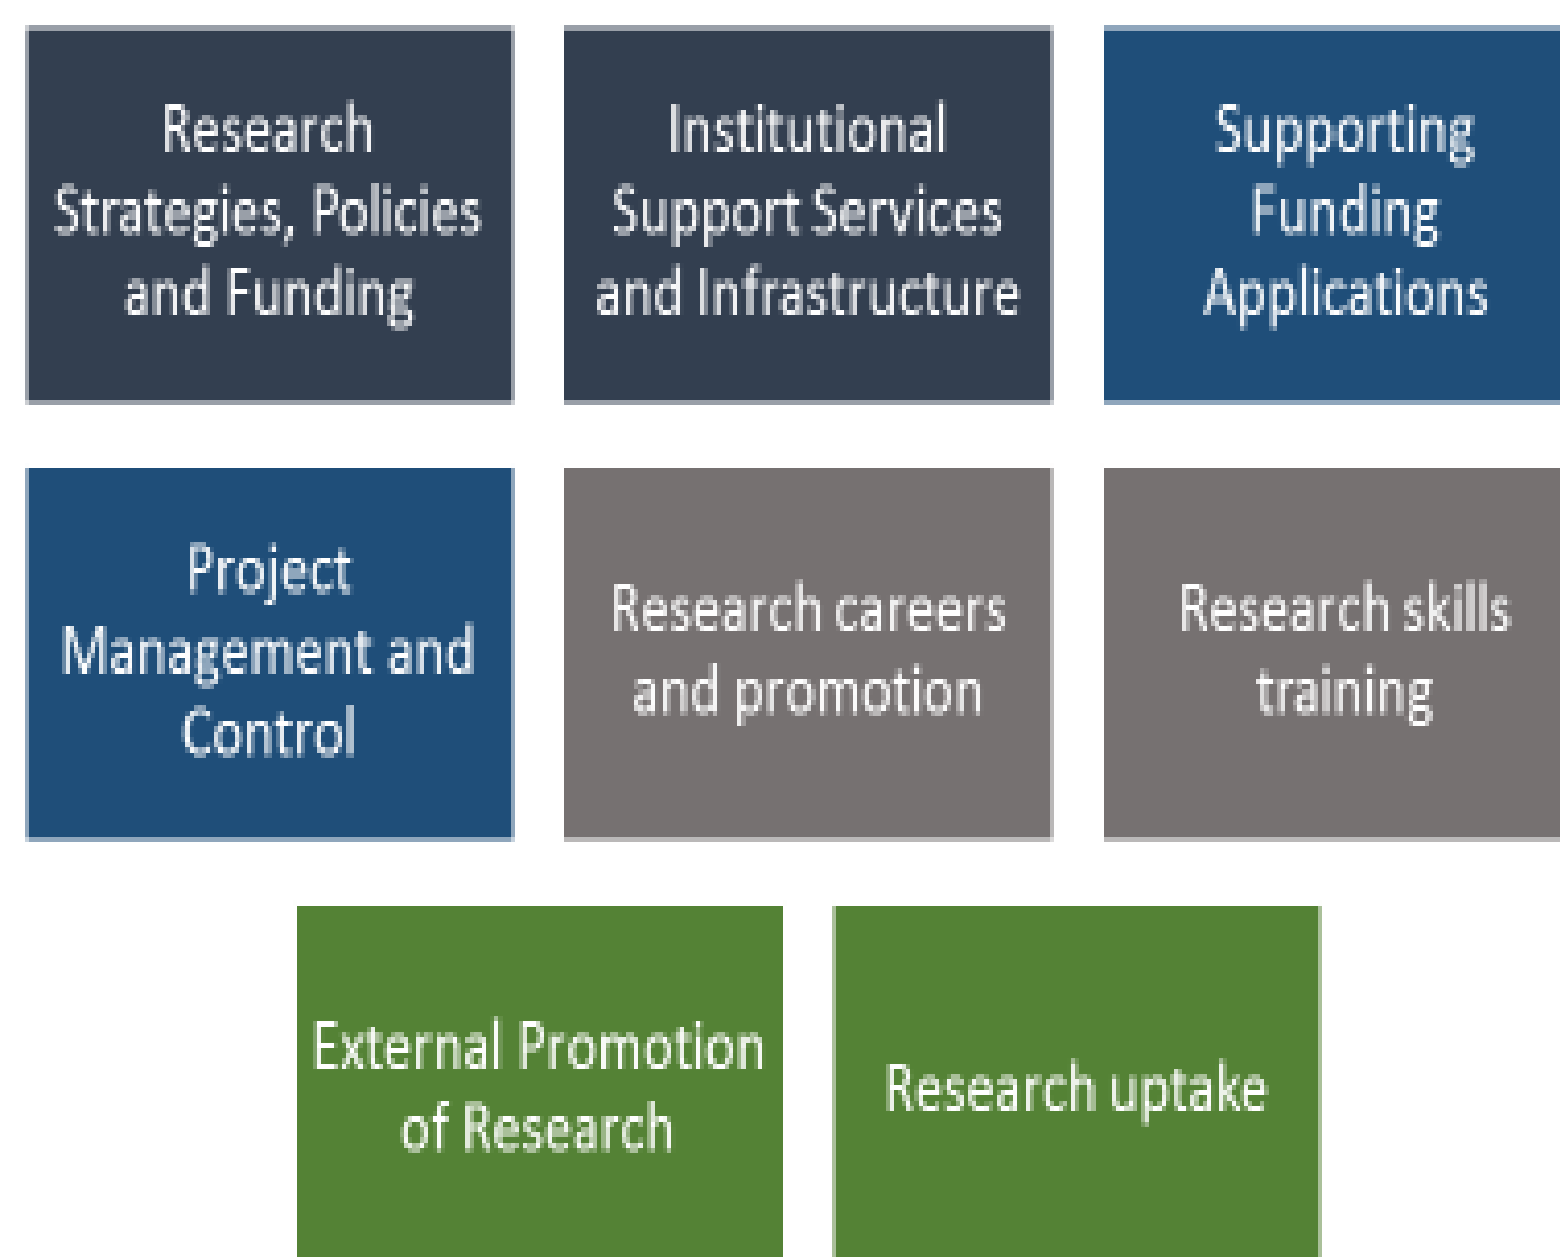 Research
Strategies, Policies
and Funding
Institutional
Support Services
and Infrastructure
Supporting
Funding
Applications
Project
Management and
Control
Research careers
and promotion
Research skills
training
External Promotion
of Research
Research uptake